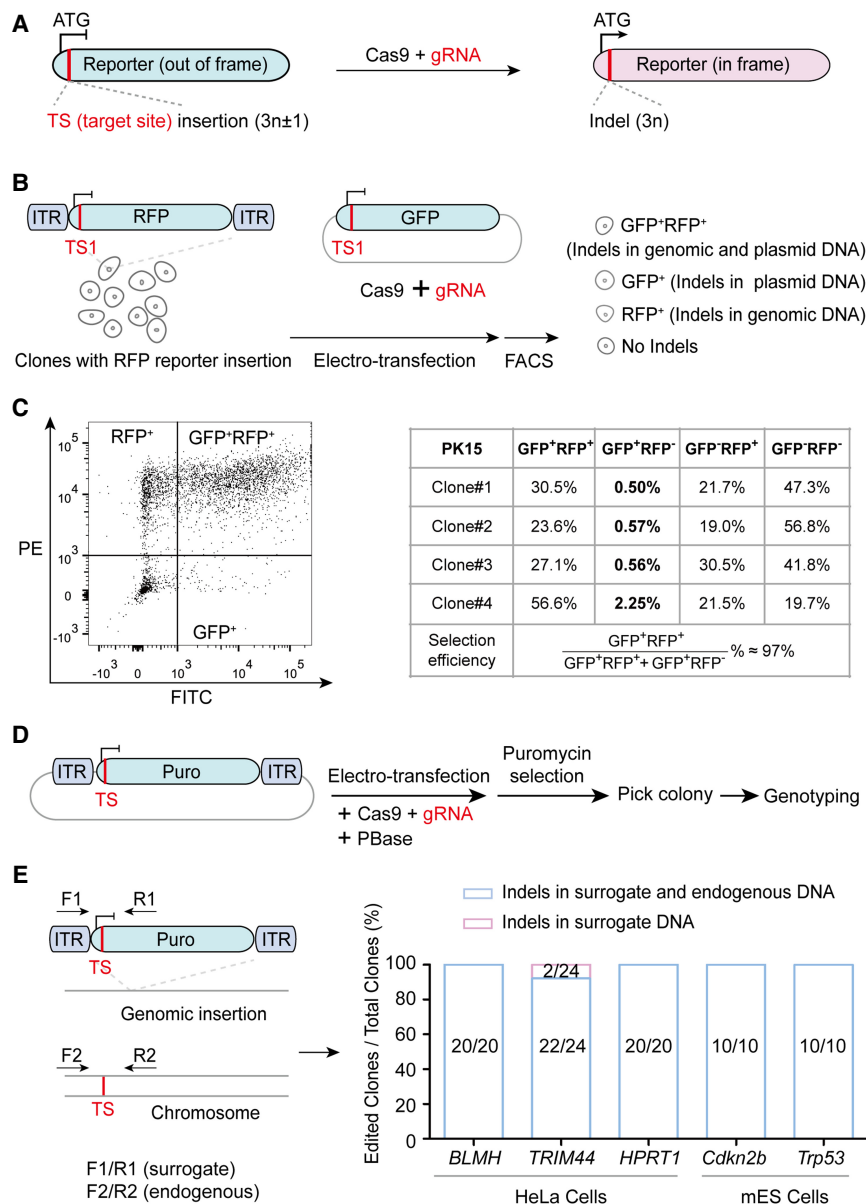 A
ATG
Reporter (out of frame)
TS (target site) insertion (3n±1)
Cas9 + gRNA
ATG
Reporter (in frame)
Indel (3n)
B
ITR
RFP
ITR
TS1
GFP
TS1
Cas9 + gRNA
Clones with RFP reporter insertion
Electro-transfection
FACS
GFP⁺RFP⁺
(Indels in genomic and plasmid DNA)
GFP⁺ (Indels in plasmid DNA)
RFP⁺ (Indels in genomic DNA)
No Indels
C
RFP⁺
GFP⁺RFP⁺
GFP⁺
PE
10⁵
10⁴
10³
0
-10³
-10³ 0 10³ 10⁴ 10⁵
FITC
PK15 GFP⁺RFP⁺ GFP⁺RFP⁻ GFP⁻RFP⁺ GFP⁻RFP⁻
Clone#1 30.5% 0.50% 21.7% 47.3%
Clone#2 23.6% 0.57% 19.0% 56.8%
Clone#3 27.1% 0.56% 30.5% 41.8%
Clone#4 56.6% 2.25% 21.5% 19.7%
Selection
efficiency
GFP⁺RFP⁺
GFP⁺RFP⁺ + GFP⁺RFP⁻
% ≈ 97%
D
ITR
Puro
ITR
TS
Electro-transfection
+ Cas9 + gRNA
+ PBase
Puromycin
selection
Pick colony
Genotyping
E
F1
R1
ITR
Puro
ITR
TS
Genomic insertion
F2
R2
TS
Chromosome
F1/R1 (surrogate)
F2/R2 (endogenous)
Indels in surrogate and endogenous DNA
Indels in surrogate DNA
Edited Clones / Total Clones (%)
100
80
60
40
20
0
20/20
2/24
22/24
20/20
10/10
10/10
BLMH TRIM44 HPRT1 Cdkn2b Trp53
HeLa Cells
mES Cells